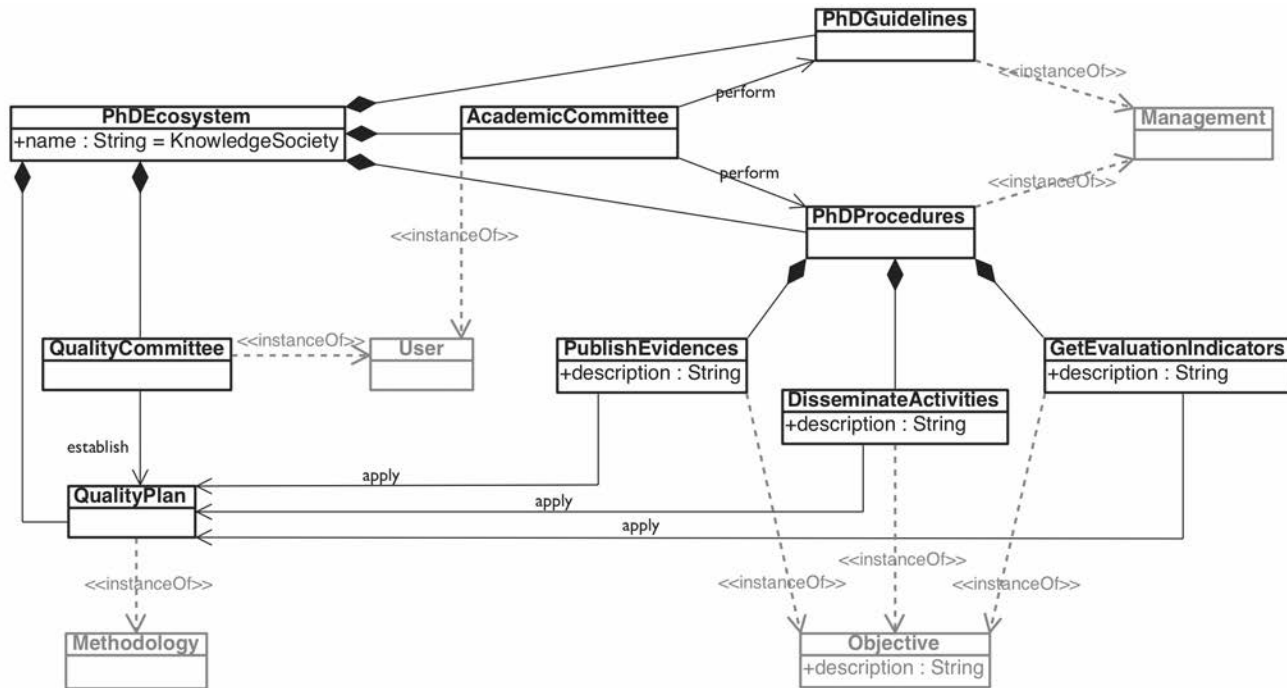 PhDGuidelines
<<instanceOf>>
perform
PhDEcosystem
+name : String = KnowledgeSociety
AcademicCommittee
Management
perform
<<instanceOf>>
PhDProcedures
<<instanceOf>>
<<instanceOf>>
QualityCommittee
User
PublishEvidences
+description : String
GetEvaluationIndicators
+description : String
DisseminateActivities
+description : String
establish
apply
QualityPlan
apply
apply
<<instanceOf>>
<<instanceOf>>
<<instanceOf>>
<<instanceOf>>
Methodology
Objective
+description : String